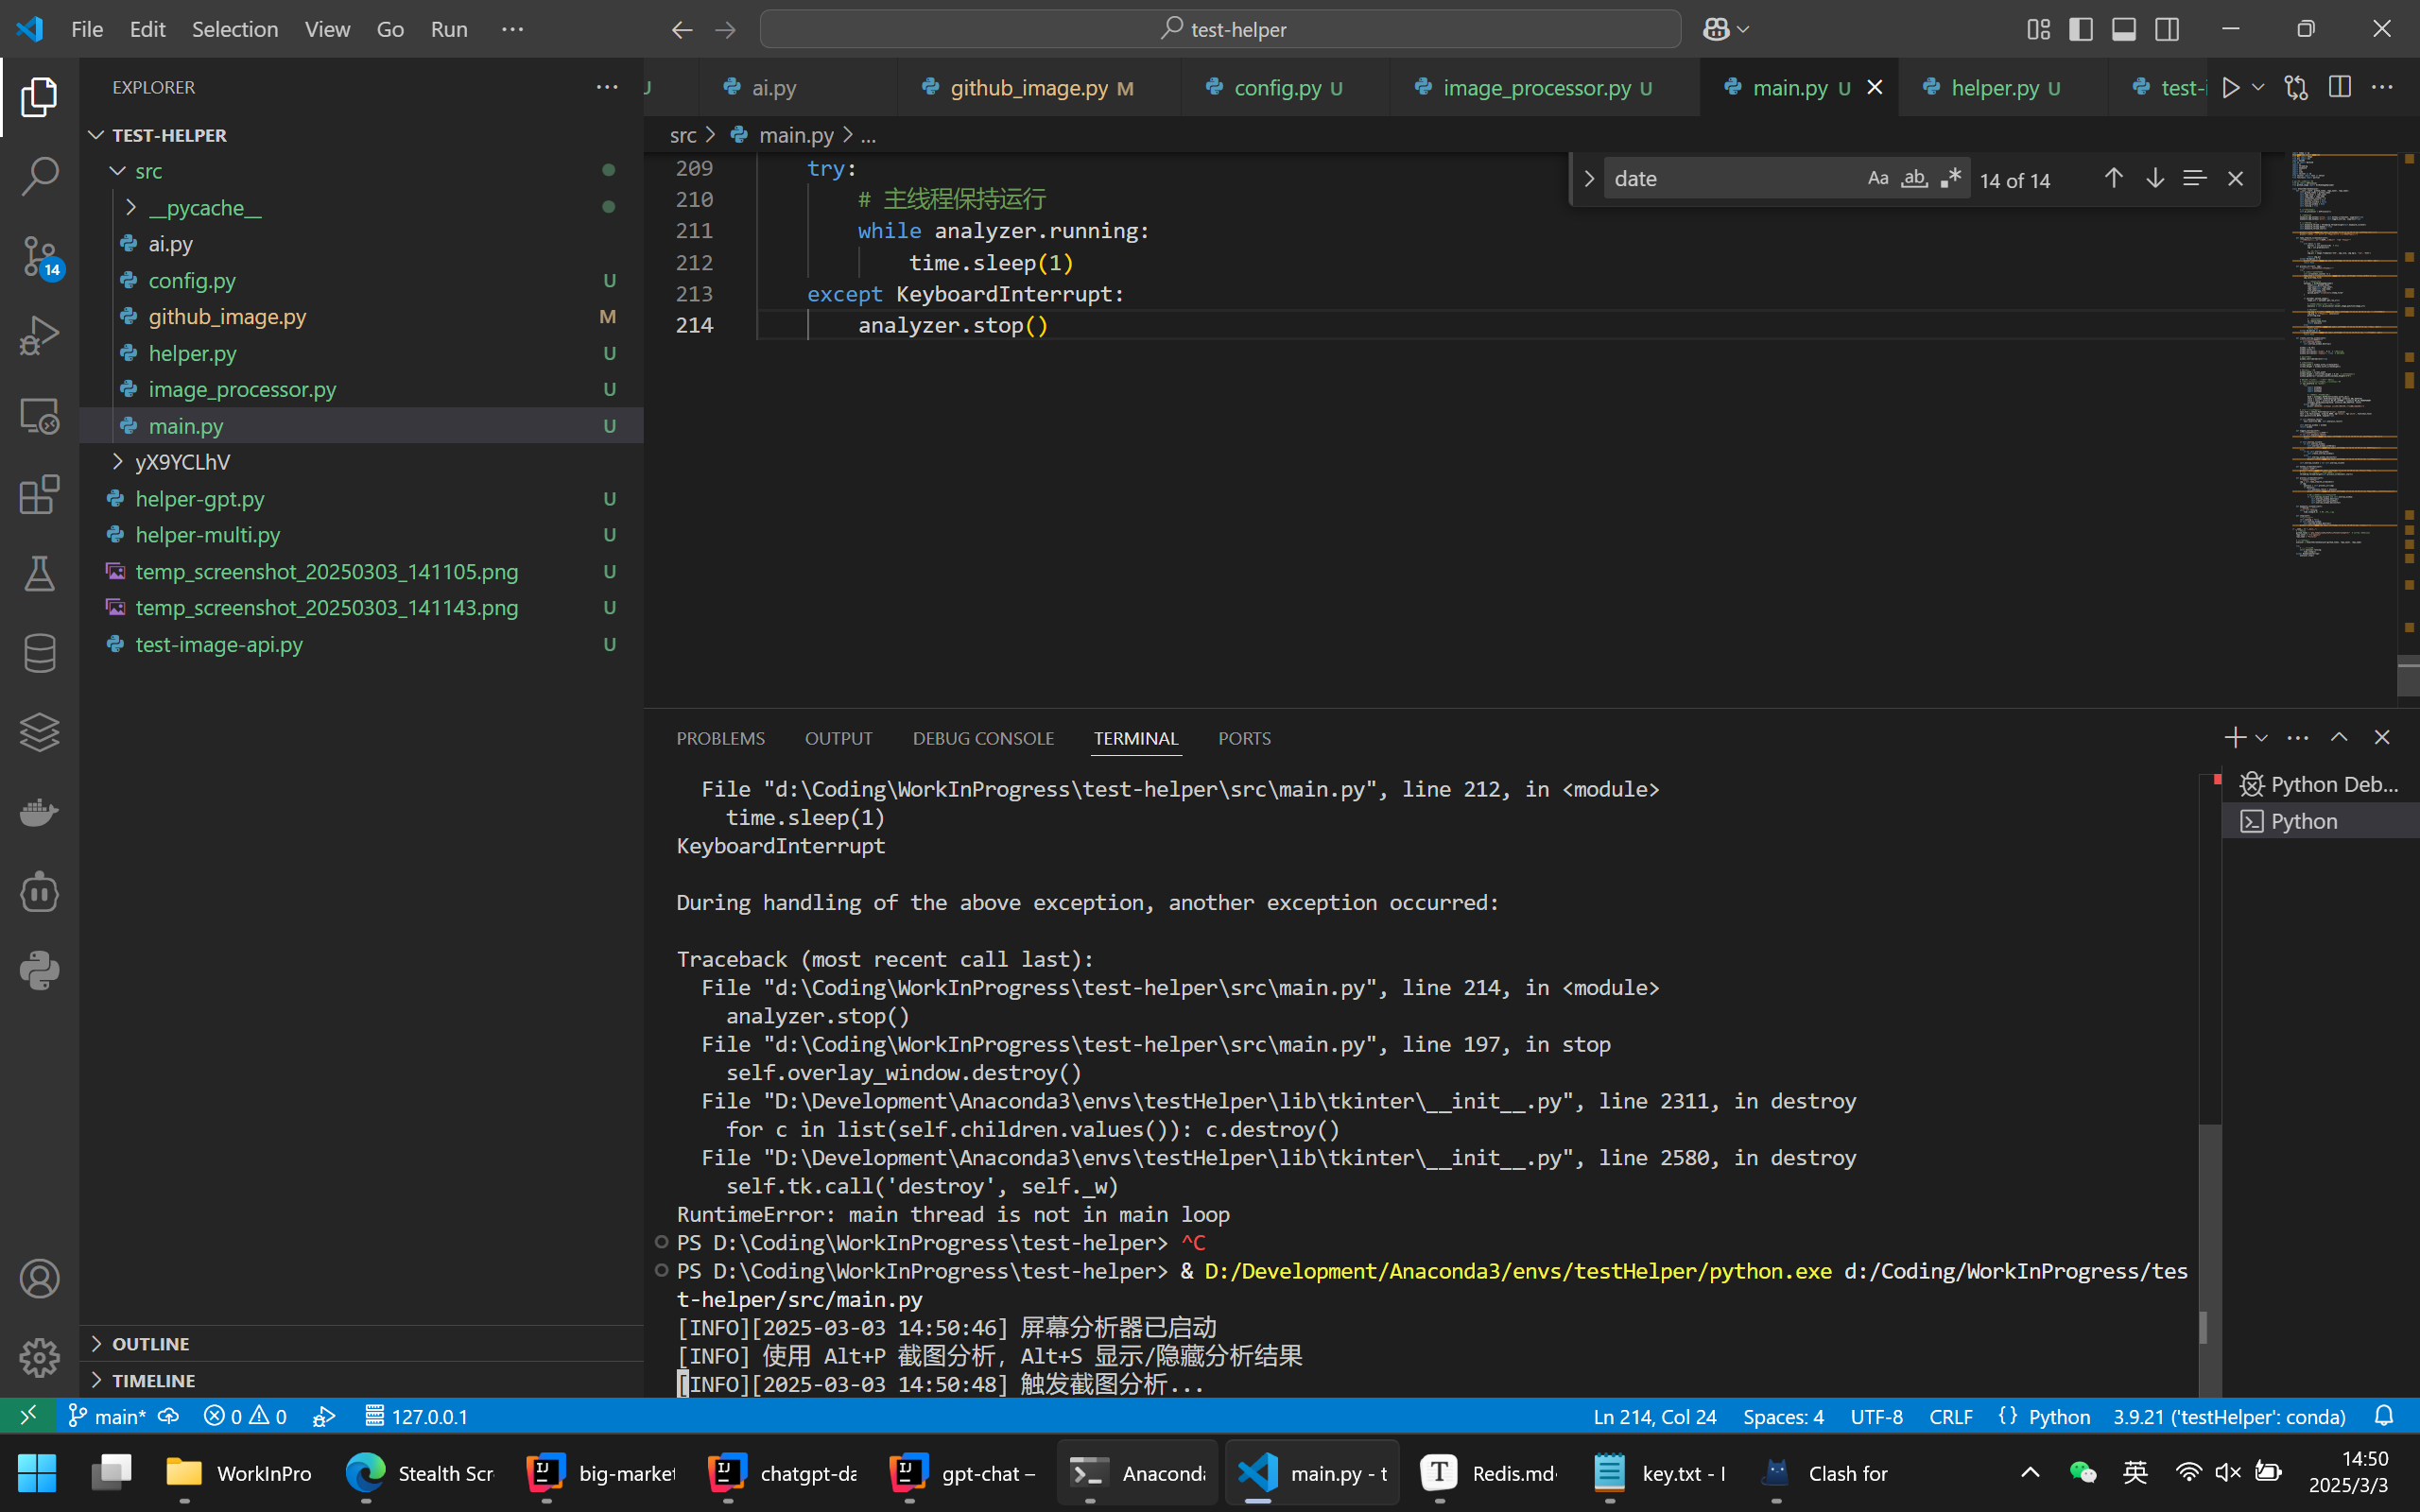 File Edit Selection View Go Run ···
test-helper
EXPLORER ···
TEST-HELPER
src
__pycache__
ai.py
config.py U
github_image.py M
helper.py U
image_processor.py U
main.py U
yX9YCLhV
helper-gpt.py U
helper-multi.py U
temp_screenshot_20250303_141105.png U
temp_screenshot_20250303_141143.png U
test-image-api.py U
OUTLINE
TIMELINE
14
ai.py github_image.py M config.py U image_processor.py U main.py U helper.py U test-
src > main.py > ...
date Aa ab 14 of 14
209 try:
210 # 主线程保持运行
211 while analyzer.running:
212 time.sleep(1)
213 except KeyboardInterrupt:
214 analyzer.stop()
PROBLEMS OUTPUT DEBUG CONSOLE TERMINAL PORTS
Python Deb...
Python
File "d:\Coding\WorkInProgress\test-helper\src\main.py", line 212, in <module>
time.sleep(1)
KeyboardInterrupt
During handling of the above exception, another exception occurred:
Traceback (most recent call last):
File "d:\Coding\WorkInProgress\test-helper\src\main.py", line 214, in <module>
analyzer.stop()
File "d:\Coding\WorkInProgress\test-helper\src\main.py", line 197, in stop
self.overlay_window.destroy()
File "D:\Development\Anaconda3\envs\testHelper\lib\tkinter\__init__.py", line 2311, in destroy
for c in list(self.children.values()): c.destroy()
File "D:\Development\Anaconda3\envs\testHelper\lib\tkinter\__init__.py", line 2580, in destroy
self.tk.call('destroy', self._w)
RuntimeError: main thread is not in main loop
PS D:\Coding\WorkInProgress\test-helper> ^C
PS D:\Coding\WorkInProgress\test-helper> & D:/Development/Anaconda3/envs/testHelper/python.exe d:/Coding/WorkInProgress/tes
t-helper/src/main.py
[INFO][2025-03-03 14:50:46] 屏幕分析器已启动
[INFO] 使用 Alt+P 截图分析, Alt+S 显示/隐藏分析结果
[INFO][2025-03-03 14:50:48] 触发截图分析...
main* 0 0 127.0.0.1 Ln 214, Col 24 Spaces: 4 UTF-8 CRLF {} Python 3.9.21 ('testHelper': conda)
WorkInPro Stealth Scr big-market chatgpt-da gpt-chat – Anaconda main.py - t Redis.md· key.txt - Clash for 英
14:50
2025/3/3